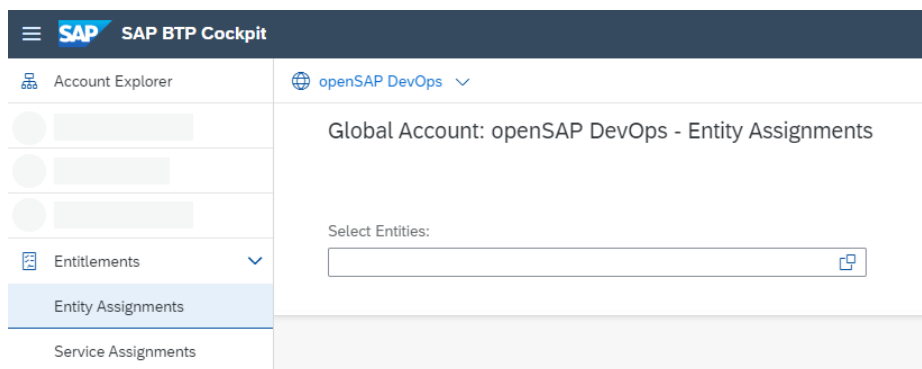 SAP SAP BTP Cockpit
Account Explorer
openSAP DevOps
Global Account: openSAP DevOps - Entity Assignments
Select Entities:
Entitlements
Entity Assignments
Service Assignments